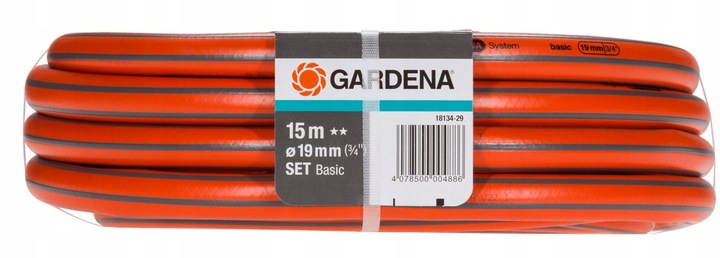 System basic 19 mm 3/4"
GARDENA
15 m ★★
ø 19 mm (¾")
SET Basic
18134-29
4 078500 004886